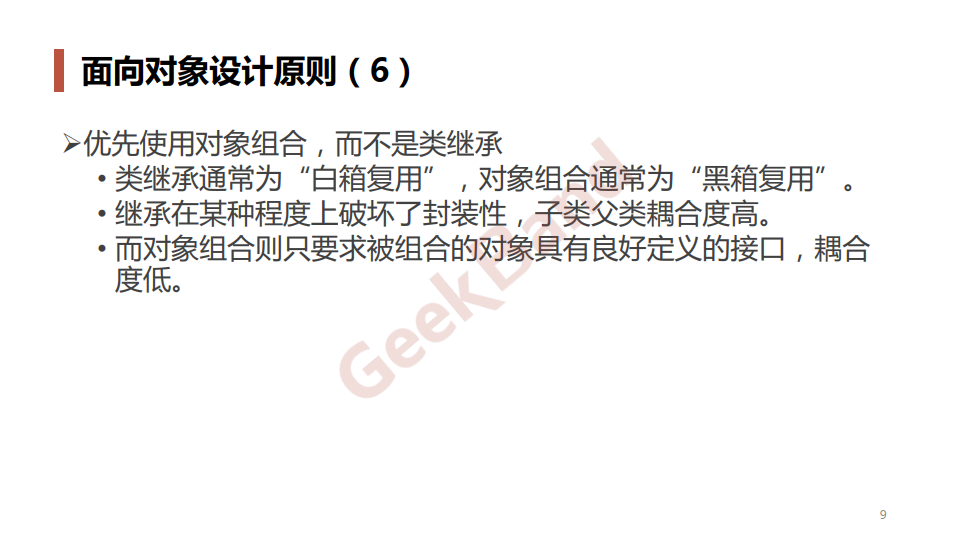 面向对象设计原则（6）
➢优先使用对象组合，而不是类继承
• 类继承通常为“白箱复用”，对象组合通常为“黑箱复用”。
• 继承在某种程度上破坏了封装性，子类父类耦合度高。
• 而对象组合则只要求被组合的对象具有良好定义的接口，耦合
度低。
GeekBand
9